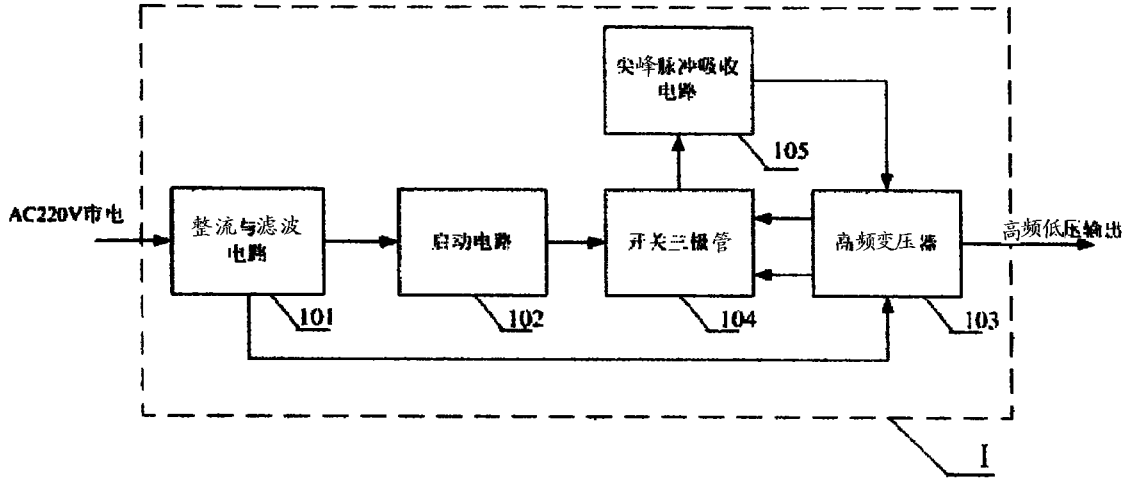 尖峰脉冲吸收
电路
105
AC220V市电
整流与滤波
电路
101
启动电路
102
开关三极管
104
高频变压器
103
高频低压输出
I